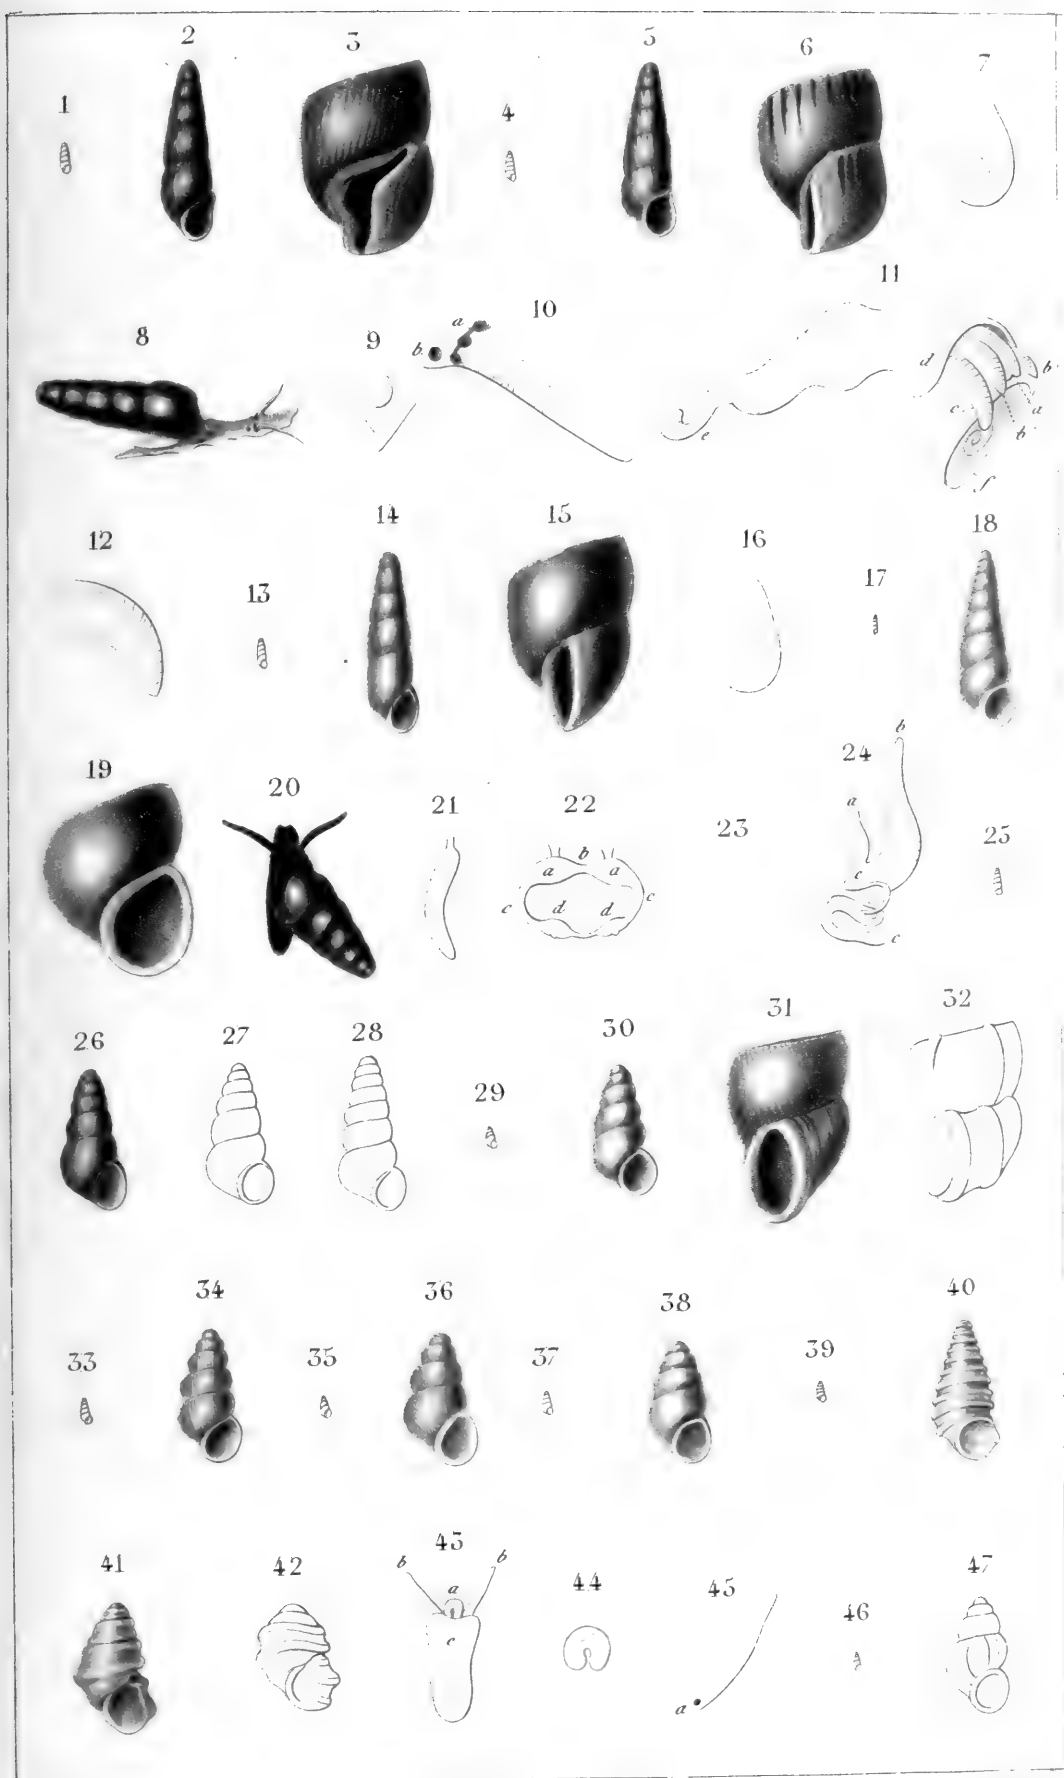 1 2 3 4 5 6 7
8 9 10 11
a b.
e d c a b b f
12 13 14 15 16 17 18
19 20 21 22 23 24 25
b a a c c d d
b a c c
26 27 28 29 30 31 32
33 34 35 36 37 38 39 40
41 42 43 44 45 46 47
b a b c
a